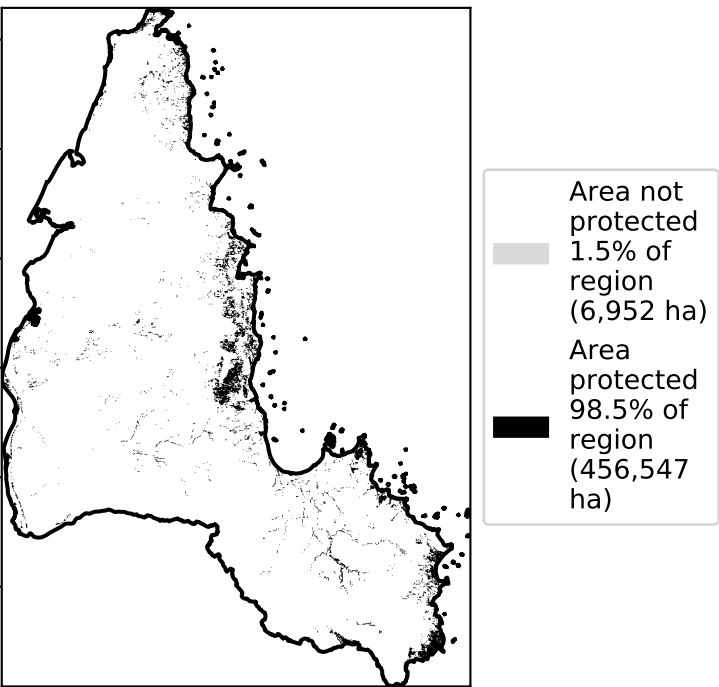 Area not
protected
1.5% of
region
(6,952 ha)
Area
protected
98.5% of
region
(456,547
ha)